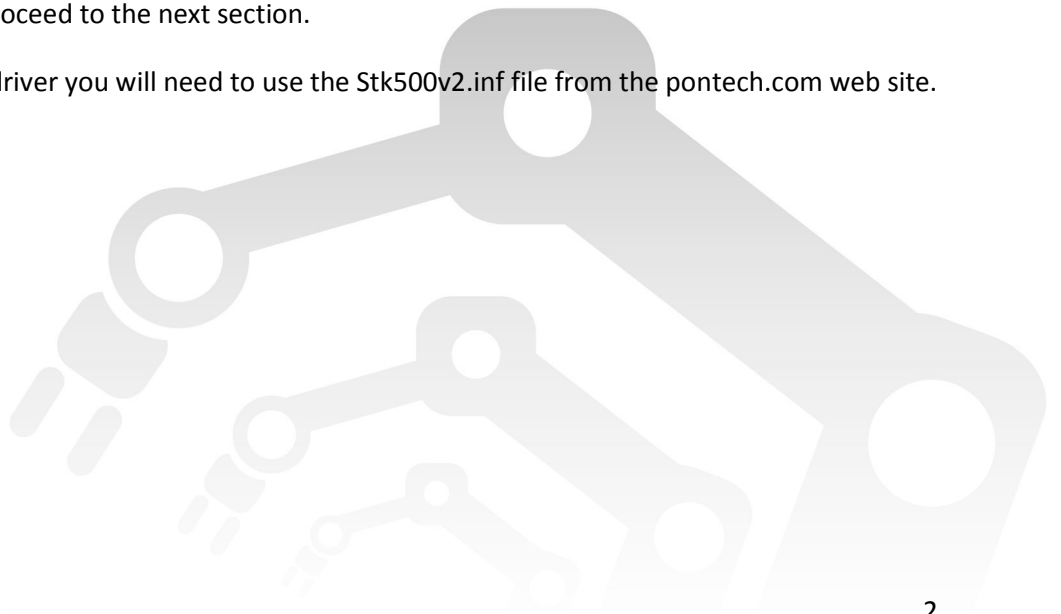 oceed to the next section.
driver you will need to use the Stk500v2.inf file from the pontech.com web site.
2